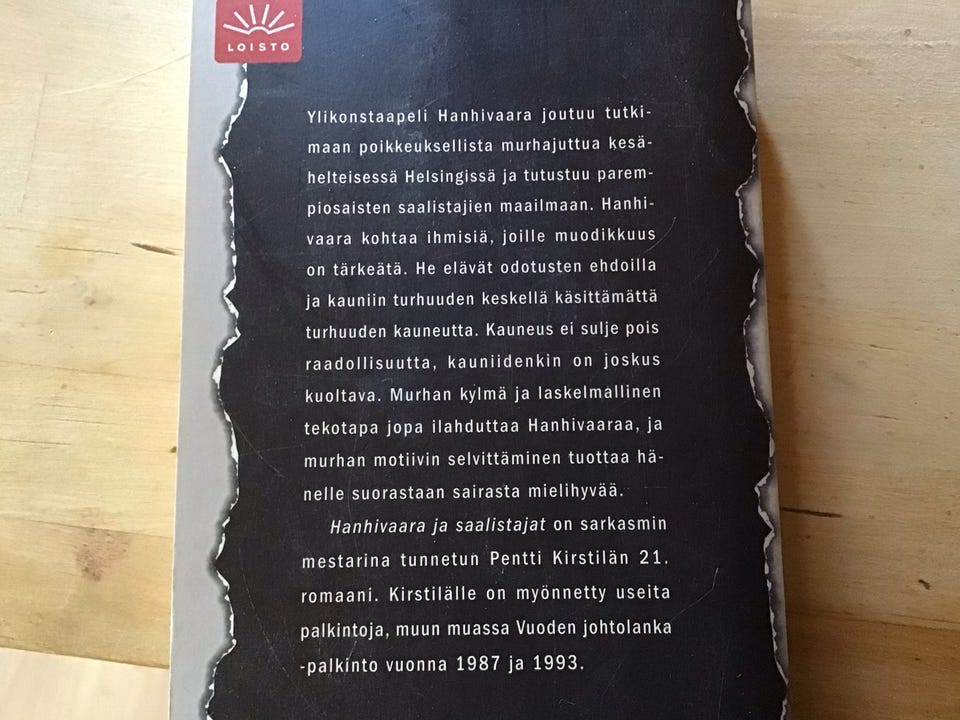 LOISTO
Ylikonstaapeli Hanhivaara joutuu tutki-
maan poikkeuksellista murhajuttua kesä-
helteisessä Helsingissä ja tutustuu parem-
piosaisten saalistajien maailmaan. Hanhi-
vaara kohtaa ihmisiä, joille muodikkuus
on tärkeätä. He elävät odotusten ehdoilla
ja kauniin turhuuden keskellä käsittämättä
turhuuden kauneutta. Kauneus ei sulje pois
raadollisuutta, kauniidenkin on joskus
kuoltava. Murhan kylmä ja laskelmallinen
tekotapa jopa ilahduttaa Hanhivaaraa, ja
murhan motiivin selvittäminen tuottaa hä-
nelle suorastaan sairasta mielihyvää.
Hanhivaara ja saalistajat on sarkasmin
mestarina tunnetun Pentti Kirstilän 21.
romaani. Kirstilälle on myönnetty useita
palkintoja, muun muassa Vuoden johtolanka
-palkinto vuonna 1987 ja 1993.